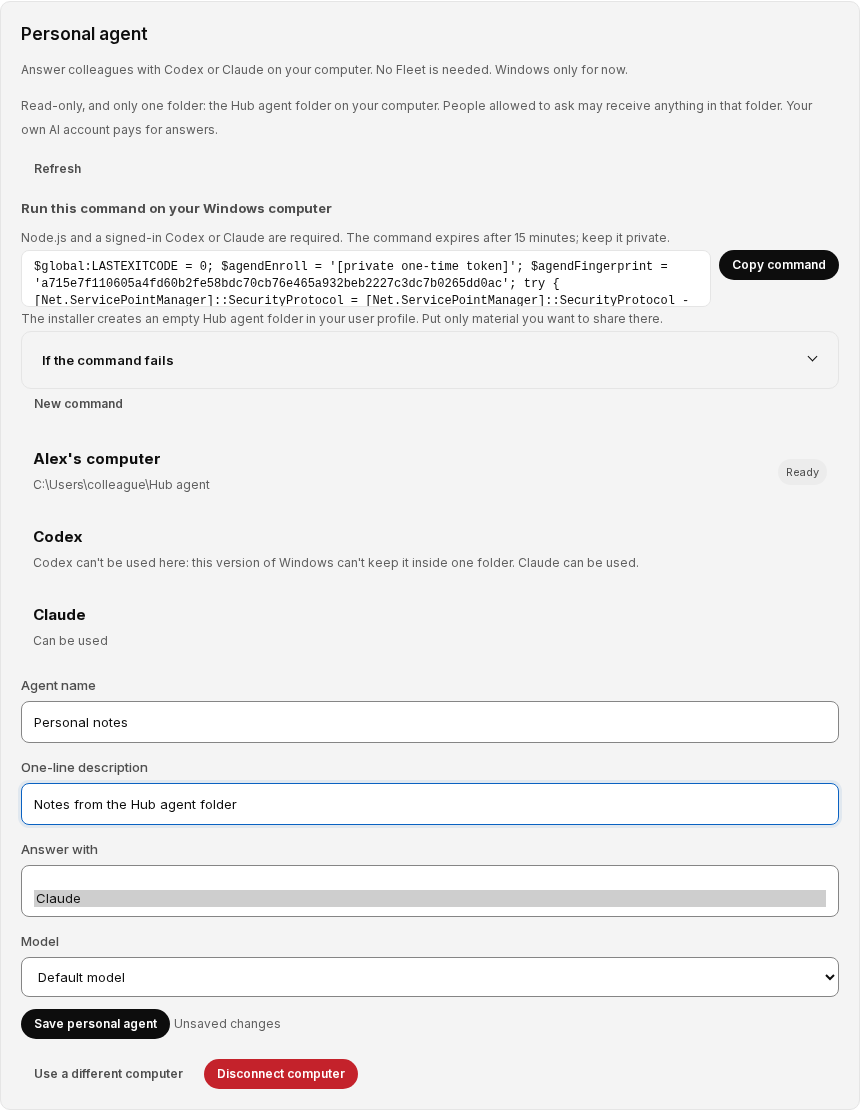 Personal agent
Answer colleagues with Codex or Claude on your computer. No Fleet is needed. Windows only for now.
Read-only, and only one folder: the Hub agent folder on your computer. People allowed to ask may receive anything in that folder. Your
own AI account pays for answers.
Refresh
Run this command on your Windows computer
Node.js and a signed-in Codex or Claude are required. The command expires after 15 minutes; keep it private.
$global:LASTEXITCODE = 0; $agendEnroll = '[private one-time token]'; $agendFingerprint =
'a715e7f110605a4fd60b2fe58bdc70cb76e465a932beb2227c3dc7b0265dd0ac'; try {
[Net.ServicePointManager]::SecurityProtocol = [Net.ServicePointManager]::SecurityProtocol -
Copy command
The installer creates an empty Hub agent folder in your user profile. Put only material you want to share there.
If the command fails
New command
Alex's computer
C:\Users\colleague\Hub agent
Ready
Codex
Codex can't be used here: this version of Windows can't keep it inside one folder. Claude can be used.
Claude
Can be used
Agent name
Personal notes
One-line description
Notes from the Hub agent folder
Answer with
Claude
Model
Default model
Save personal agent Unsaved changes
Use a different computer Disconnect computer